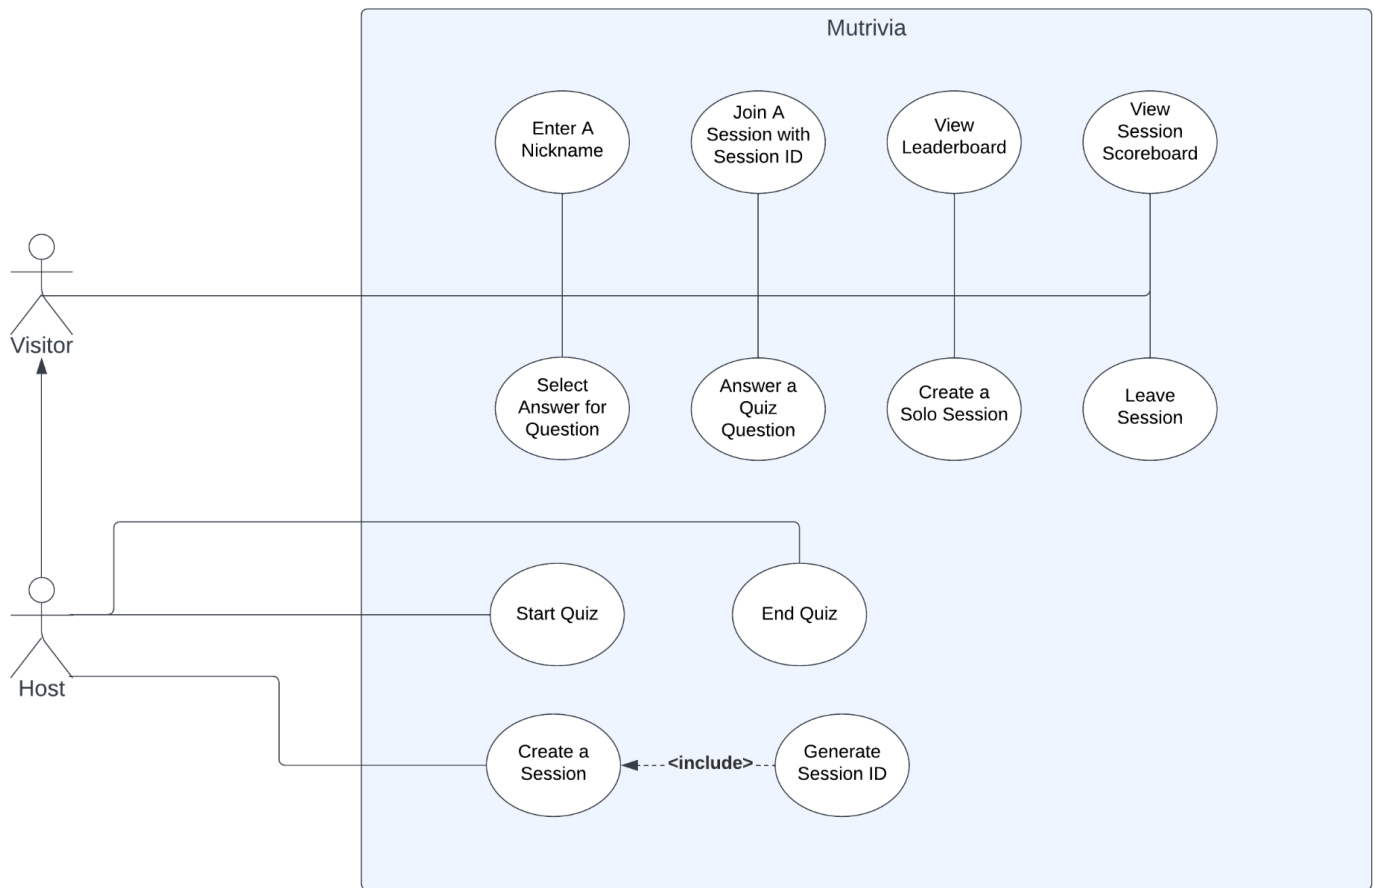 Mutrivia
Enter A
Nickname
Join A
Session with
Session ID
View
Leaderboard
View
Session
Scoreboard
Visitor
Select
Answer for
Question
Answer a
Quiz
Question
Create a
Solo Session
Leave
Session
Start Quiz
End Quiz
Host
Create a
Session
<include>
Generate
Session ID